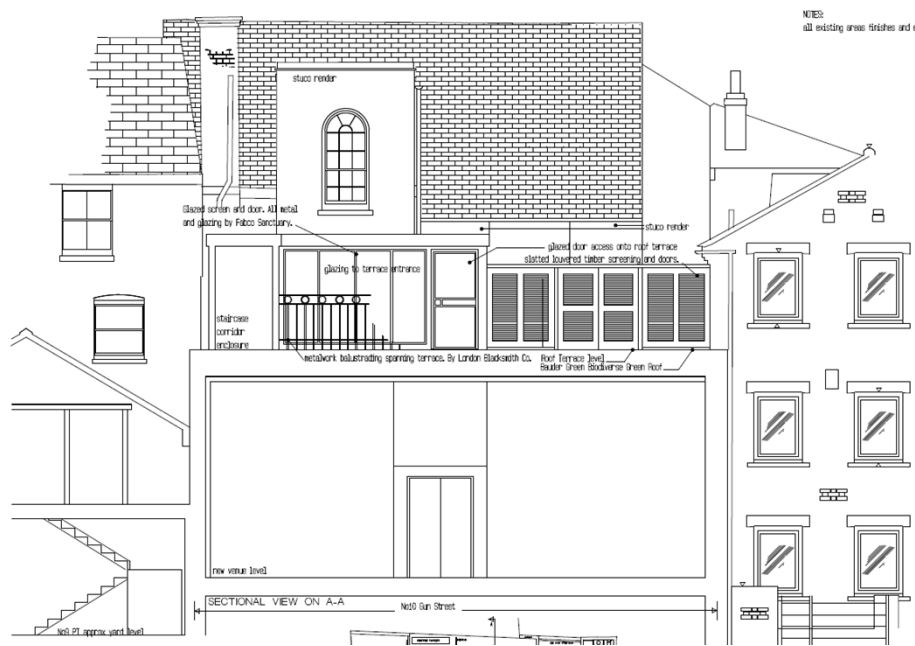 NOTES:
all existing areas finishes and
stuco render
Glazed screen and door. All metal
and glazing by Fabco Sanctuary.
stuco render
glazed door access onto roof terrace
slatted louvered timber screening and doors.
glazing to terrace entrance
staircase
corridor
enclosure
metalwork balustrading spanning terrace. By London Blacksmith Co.
Roof Terrace level
Bauder Green Biodiverse Green Roof
new venue level
SECTIONAL VIEW ON A-A
No10 Gun Street
No9 PT approx yard level